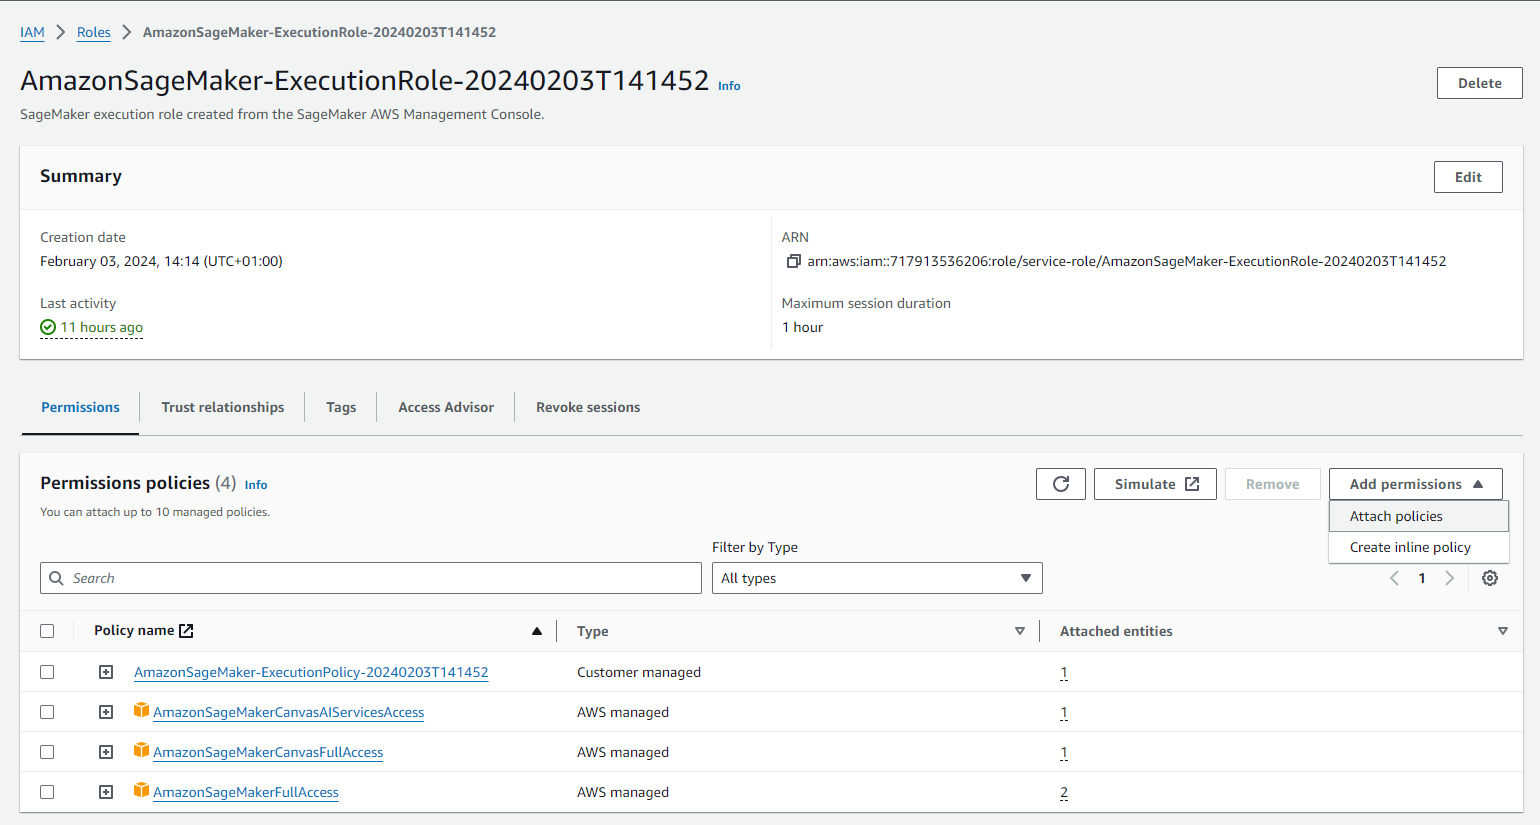 IAM > Roles > AmazonSageMaker-ExecutionRole-20240203T141452
AmazonSageMaker-ExecutionRole-20240203T141452 Info
Delete
SageMaker execution role created from the SageMaker AWS Management Console.
Summary
Edit
Creation date
February 03, 2024, 14:14 (UTC+01:00)
ARN
arn:aws:iam::717913536206:role/service-role/AmazonSageMaker-ExecutionRole-20240203T141452
Last activity
11 hours ago
Maximum session duration
1 hour
Permissions Trust relationships Tags Access Advisor Revoke sessions
Permissions policies (4) Info
Simulate Remove Add permissions
You can attach up to 10 managed policies.
Attach policies
Create inline policy
Filter by Type
Search
All types
1
Policy name Type Attached entities
AmazonSageMaker-ExecutionPolicy-20240203T141452 Customer managed 1
AmazonSageMakerCanvasAIServicesAccess AWS managed 1
AmazonSageMakerCanvasFullAccess AWS managed 1
AmazonSageMakerFullAccess AWS managed 2